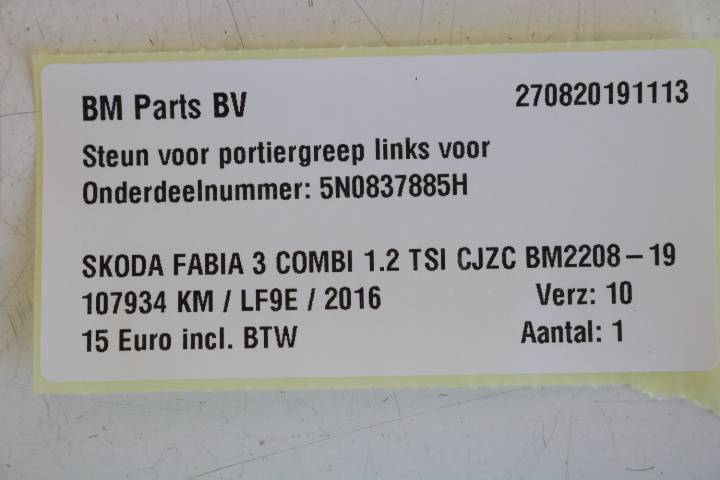 BM Parts BV 270820191113
Steun voor portiergreep links voor
Onderdeelnummer: 5N0837885H
SKODA FABIA 3 COMBI 1.2 TSI CJZC BM2208-19
107934 KM / LF9E / 2016 Verz: 10
15 Euro incl. BTW Aantal: 1